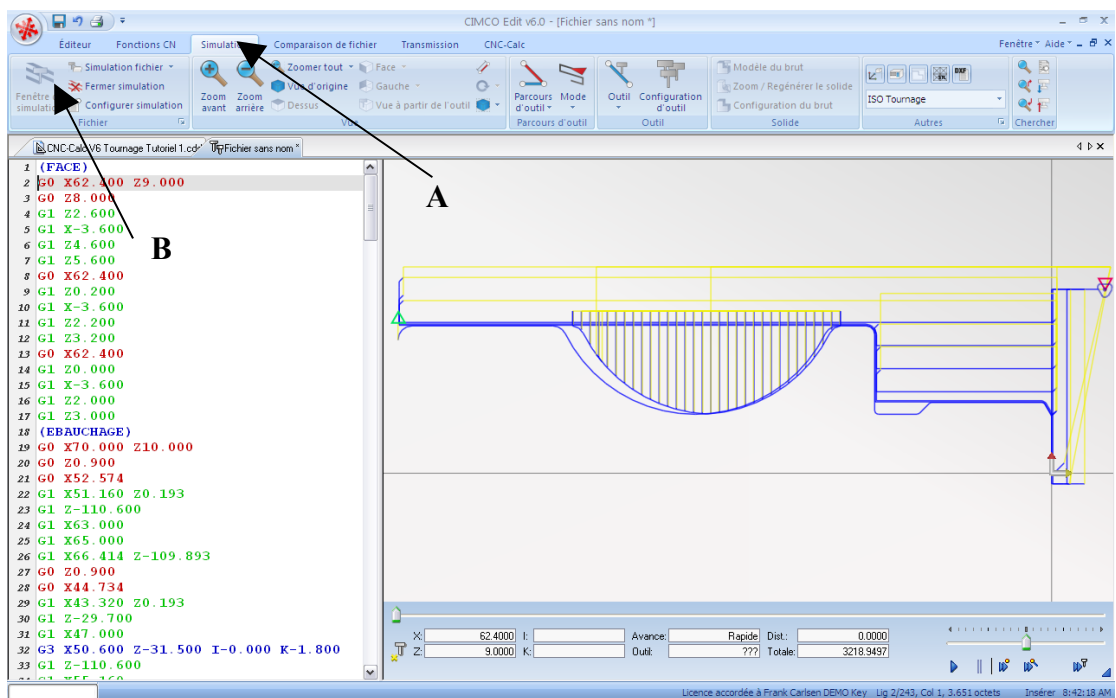 CIMCO Edit v6.0 - [Fichier sans nom *]
Éditeur Fonctions CN Simulation Comparaison de fichier Transmission CNC-Calc Fenêtre Aide
Simulation fichier
Fermer simulation
Configurer simulation
Fenêtre
simulation
Fichier
Zoom avant
Zoom arrière
Zoomer tout
Vue d'origine
Dessus
Face
Gauche
Vue à partir de l'outil
Vue
Parcours d'outil
Mode
Parcours d'outil
Outil
Configuration d'outil
Outil
Modèle du brut
Zoom / Regénérer le solide
Configuration du brut
Solide
DXF
ISO Tournage
Autres
Chercher
CNC-Calc V6 Tournage Tutoriel 1.cdd Fichier sans nom *
A
B
1 (FACE)
2 G0 X62.400 Z9.000
3 G0 Z8.000
4 G1 Z2.600
5 G1 X-3.600
6 G1 Z4.600
7 G1 Z5.600
8 G0 X62.400
9 G1 Z0.200
10 G1 X-3.600
11 G1 Z2.200
12 G1 Z3.200
13 G0 X62.400
14 G1 Z0.000
15 G1 X-3.600
16 G1 Z2.000
17 G1 Z3.000
18 (EBAUCHAGE)
19 G0 X70.000 Z10.000
20 G0 Z0.900
21 G0 X52.574
22 G1 X51.160 Z0.193
23 G1 Z-110.600
24 G1 X63.000
25 G1 X65.000
26 G1 X66.414 Z-109.893
27 G0 Z0.900
28 G0 X44.734
29 G1 X43.320 Z0.193
30 G1 Z-29.700
31 G1 X47.000
32 G3 X50.600 Z-31.500 I-0.000 K-1.800
33 G1 Z-110.600
X: 62.4000 I: Avance: Rapide Dist.: 0.0000
Z: 9.0000 K: Outil: ??? Totale: 3218.9497
Licence accordée à Frank Carlsen DEMO Key Lig 2/243, Col 1, 3.651 octets Insérer 8:42:18 AM